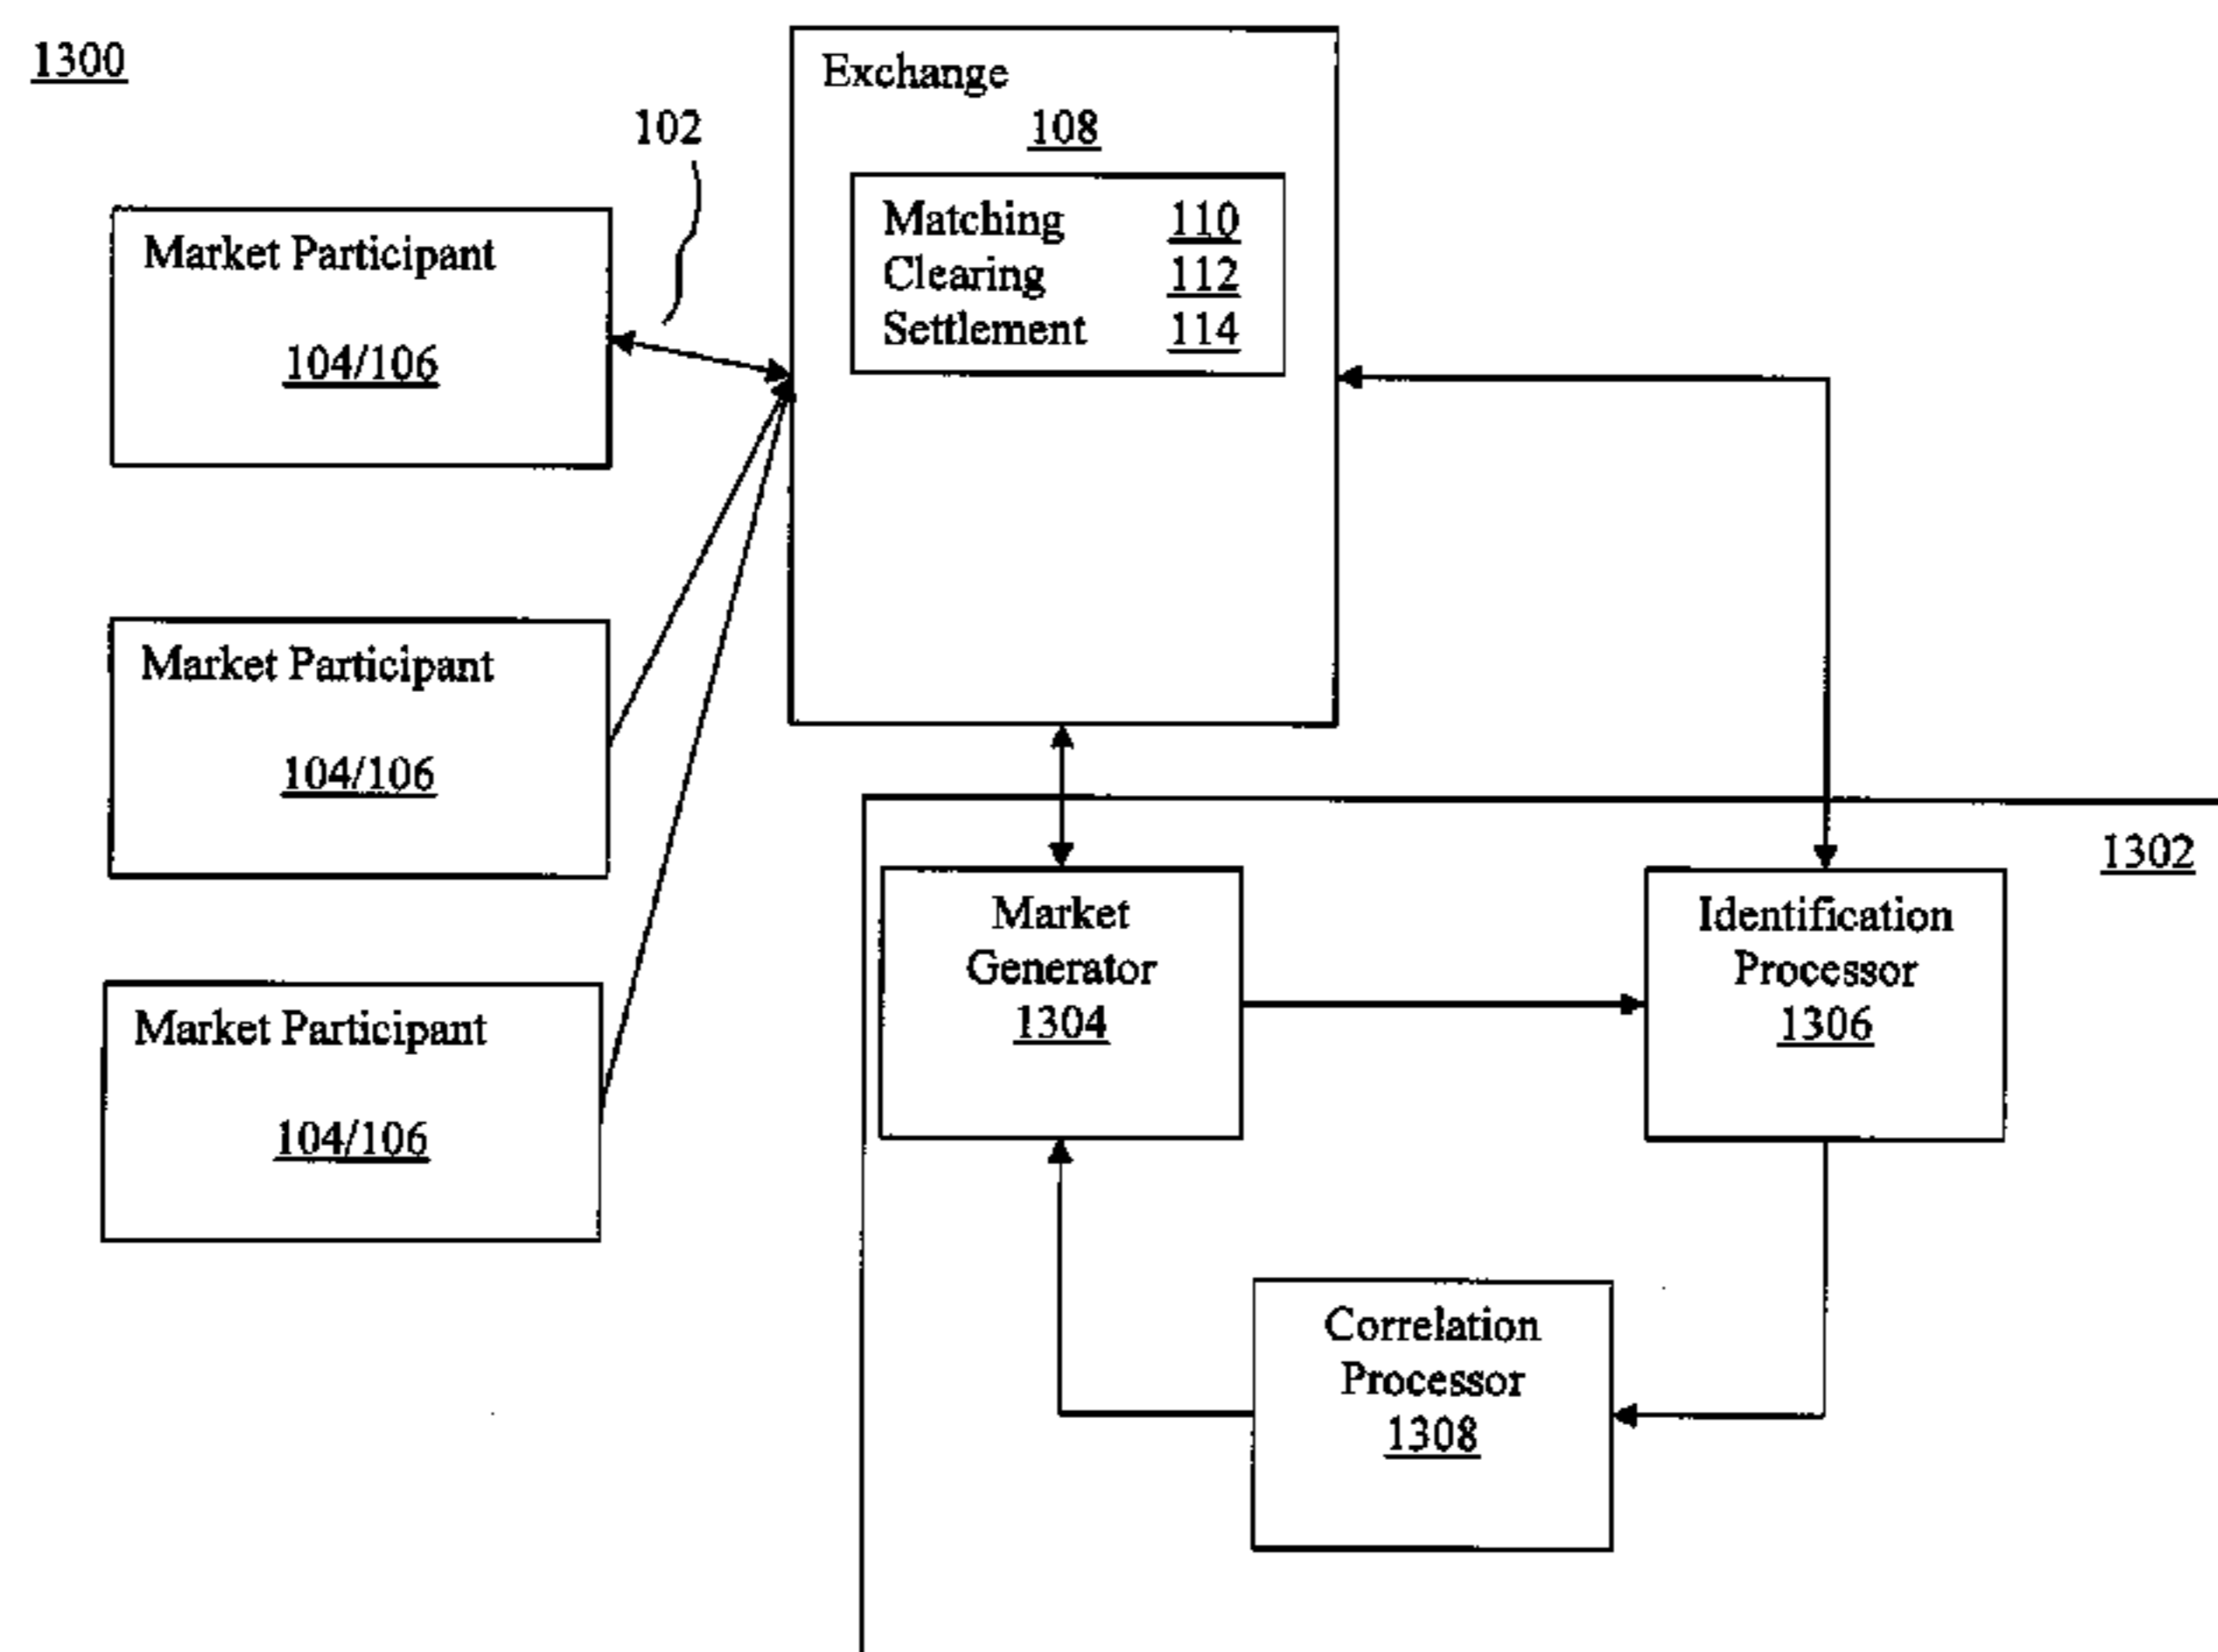 1300
102
Exchange
108
Matching 110
Clearing 112
Settlement 114
Market Participant
104/106
Market Participant
104/106
Market Participant
104/106
1302
Market
Generator
1304
Identification
Processor
1306
Correlation
Processor
1308